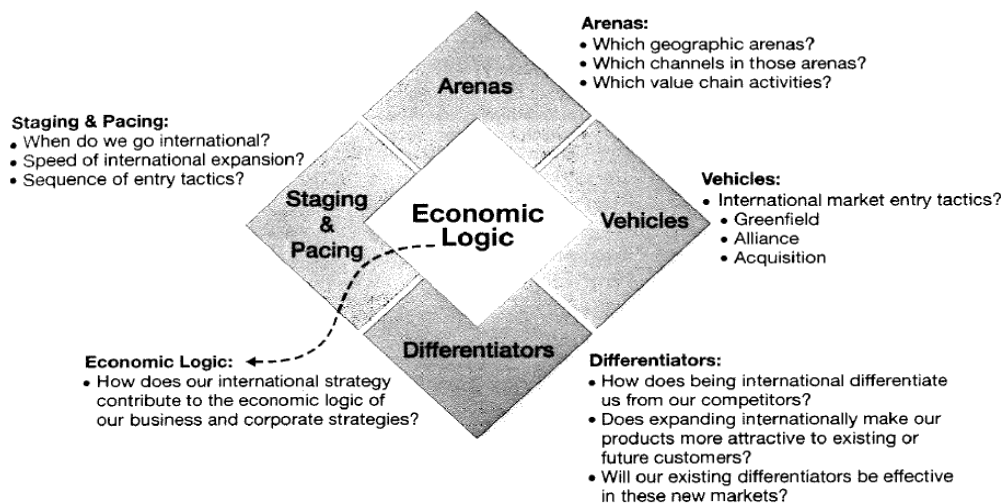 Arenas:
• Which geographic arenas?
• Which channels in those arenas?
• Which value chain activities?
Arenas
Staging & Pacing:
• When do we go international?
• Speed of international expansion?
• Sequence of entry tactics?
Staging
&
Pacing
Economic
Logic
Vehicles
Vehicles:
• International market entry tactics?
• Greenfield
• Alliance
• Acquisition
Differentiators
Economic Logic:
• How does our international strategy
contribute to the economic logic of
our business and corporate strategies?
Differentiators:
• How does being international differentiate
us from our competitors?
• Does expanding internationally make our
products more attractive to existing or
future customers?
• Will our existing differentiators be effective
in these new markets?